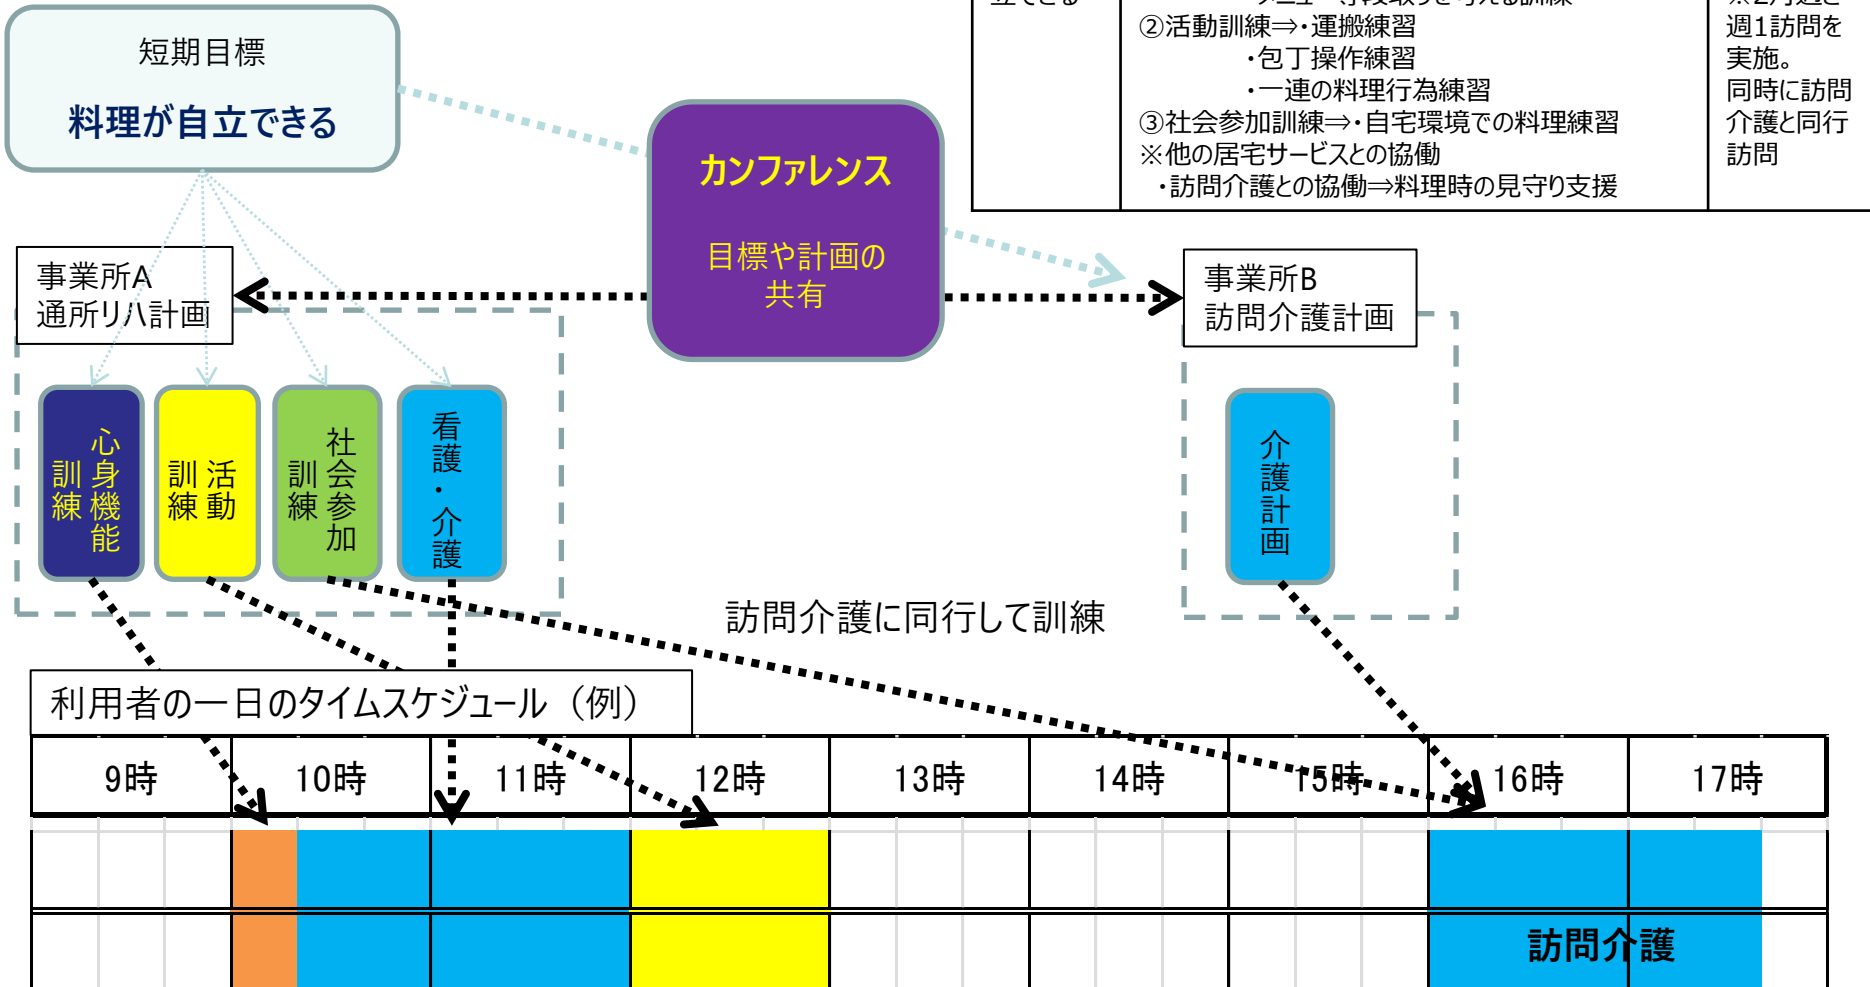 短期目標
料理が自立できる
②活動訓練⇒・運搬練習
・包丁操作練習
・一連の料理行為練習
③社会参加訓練⇒・自宅環境での料理練習
※他の居宅サービスとの協働
・訪問介護との協働⇒料理時の見守り支援
週1訪問を
実施。
同時に訪問
介護と同行
訪問
カンファレンス
目標や計画の
共有
事業所A
通所リハ計画
事業所B
訪問介護計画
心身機能
訓練
活動
訓練
社会参加
訓練
看護・介護
介護計画
訪問介護に同行して訓練
利用者の一日のタイムスケジュール（例）
9時 10時 11時 12時 13時 14時 15時 16時 17時
訪問介護